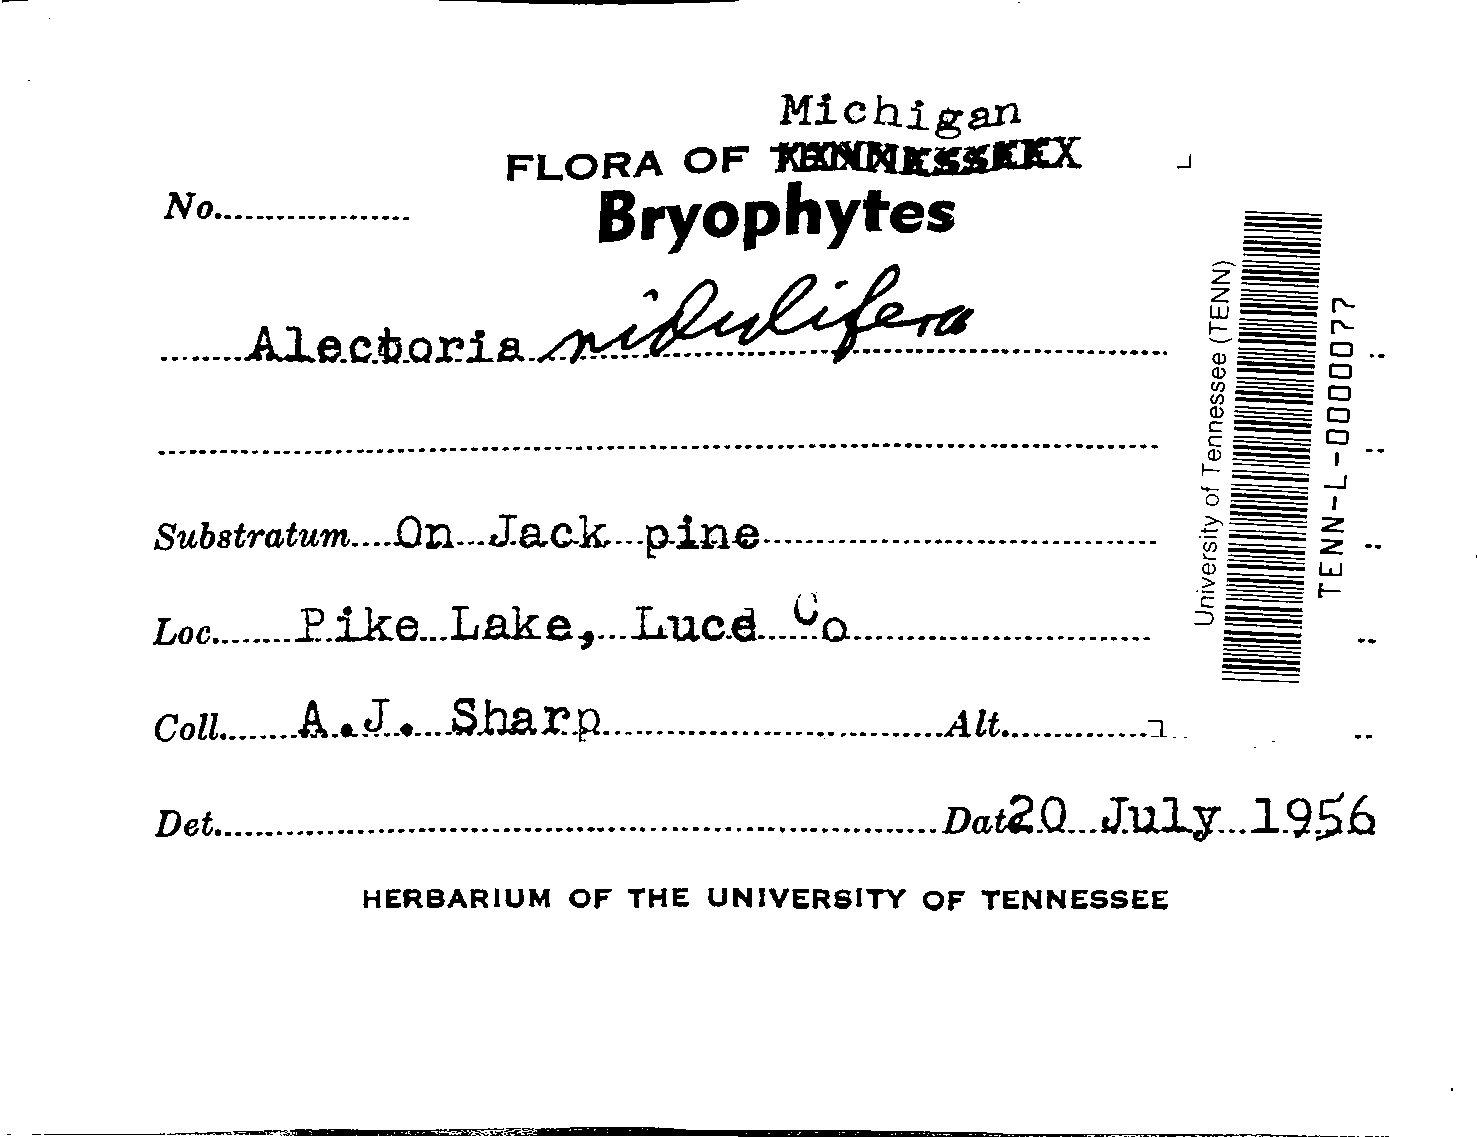 Michigan
FLORA OF TENNESSEE
Bryophytes
No.
Alectoria nidulifera
Substratum On Jack pine
Loc. Pike Lake, Luce Co
Coll. A.J. Sharp Alt.
Det. Date 20 July 1956
HERBARIUM OF THE UNIVERSITY OF TENNESSEE
University of Tennessee (TENN)
TENN-L-0000077